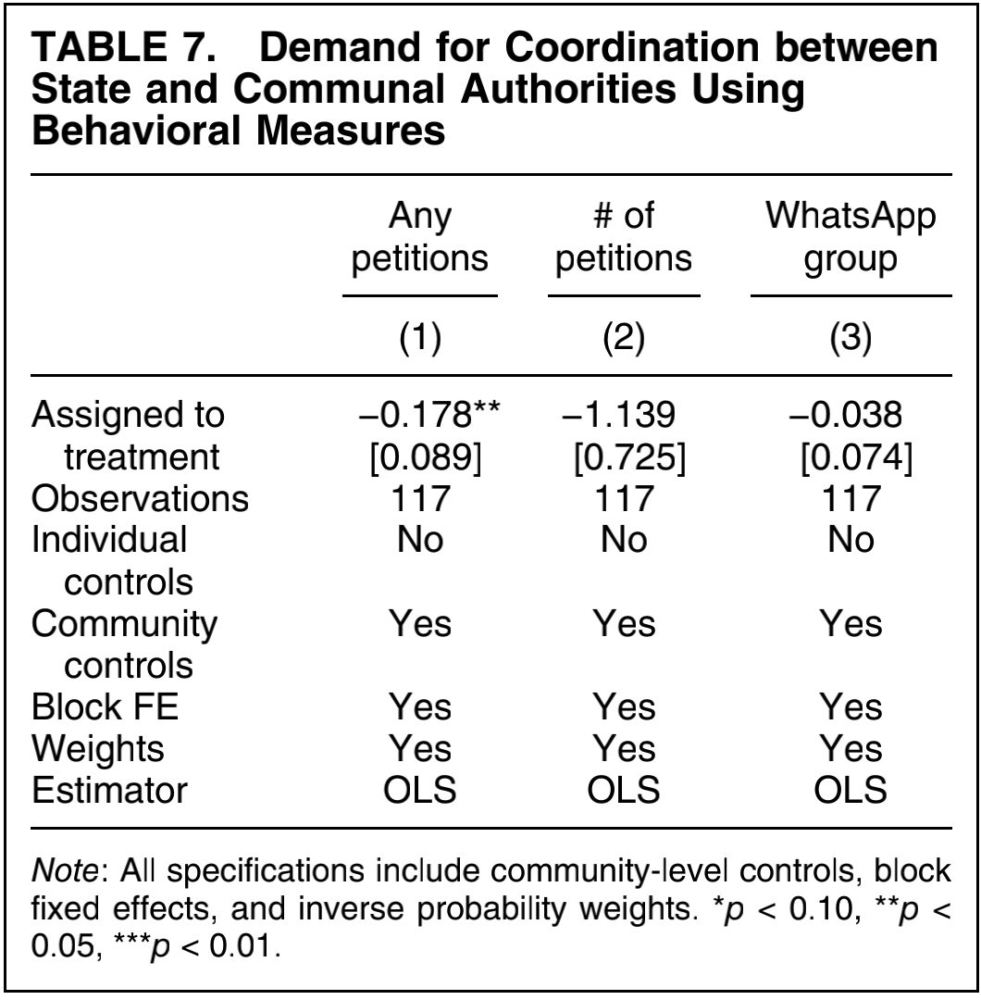 TABLE 7. Demand for Coordination between
State and Communal Authorities Using
Behavioral Measures
Any petitions # of petitions WhatsApp group
(1) (2) (3)
Assigned to treatment −0.178** −1.139 −0.038
[0.089] [0.725] [0.074]
Observations 117 117 117
Individual controls No No No
Community controls Yes Yes Yes
Block FE Yes Yes Yes
Weights Yes Yes Yes
Estimator OLS OLS OLS
Note: All specifications include community-level controls, block
fixed effects, and inverse probability weights. *p < 0.10, **p <
0.05, ***p < 0.01.